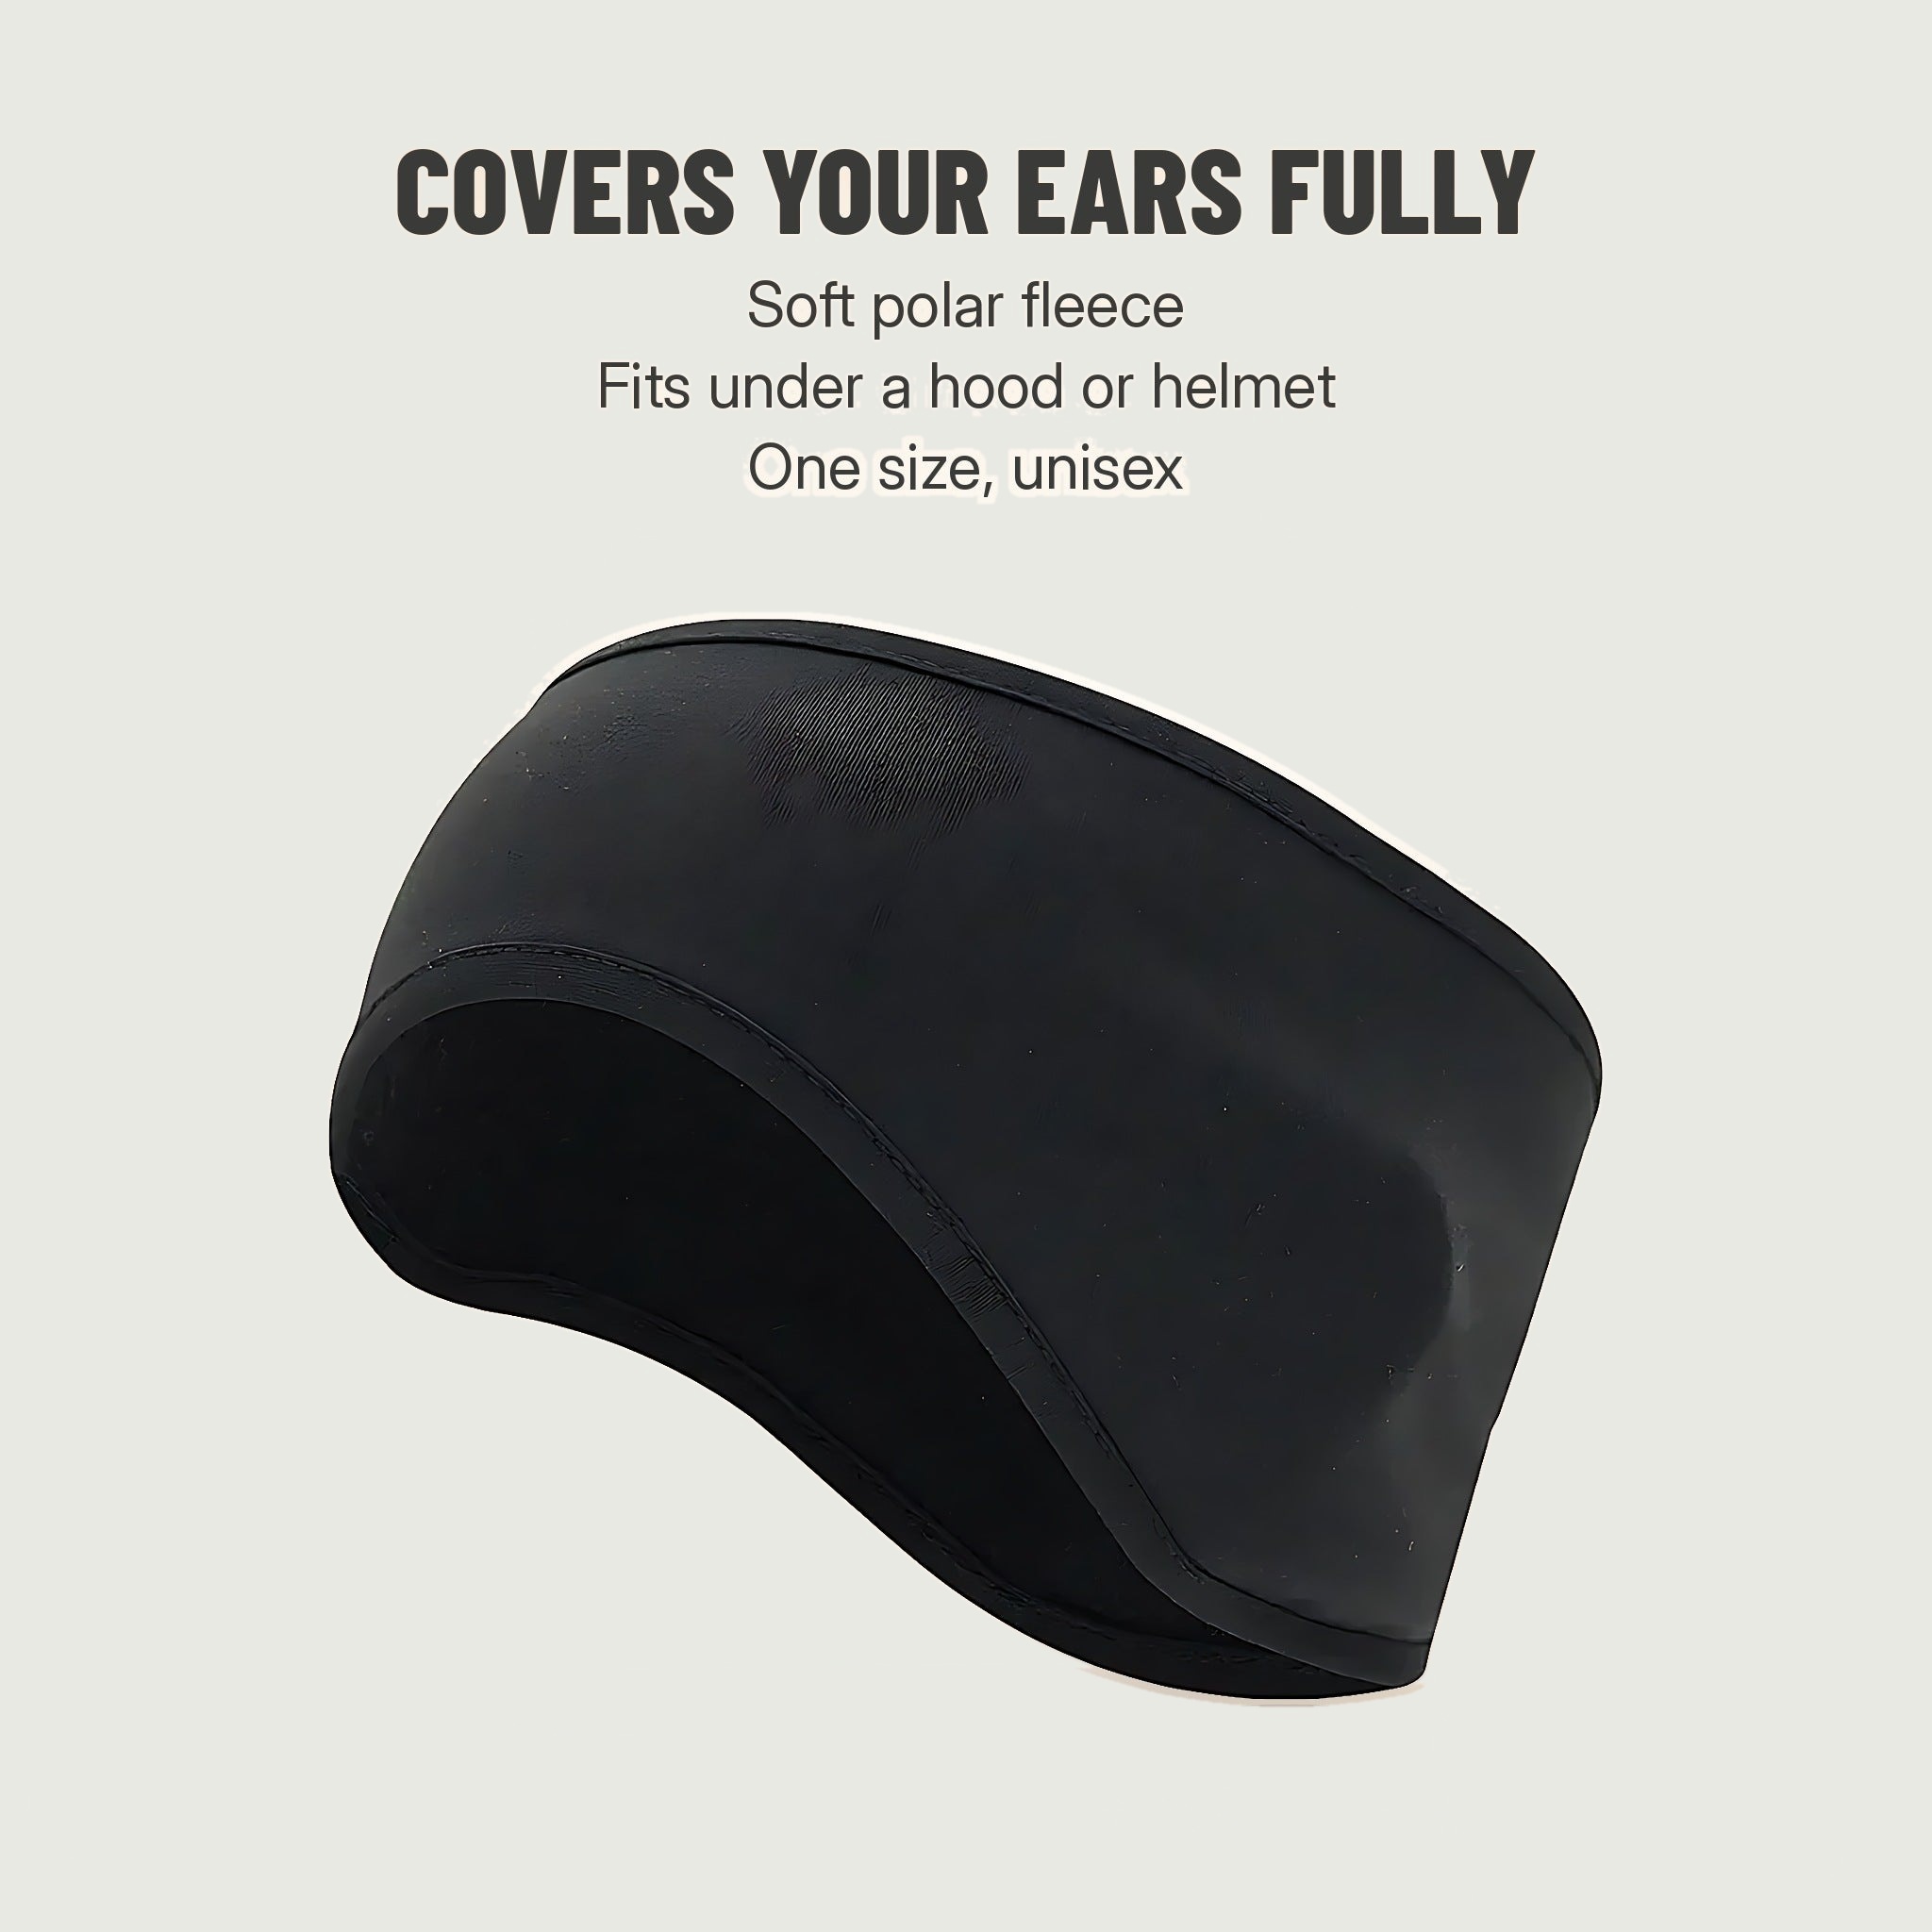 COVERS YOUR EARS FULLY
Soft polar fleece
Fits under a hood or helmet
One size, unisex